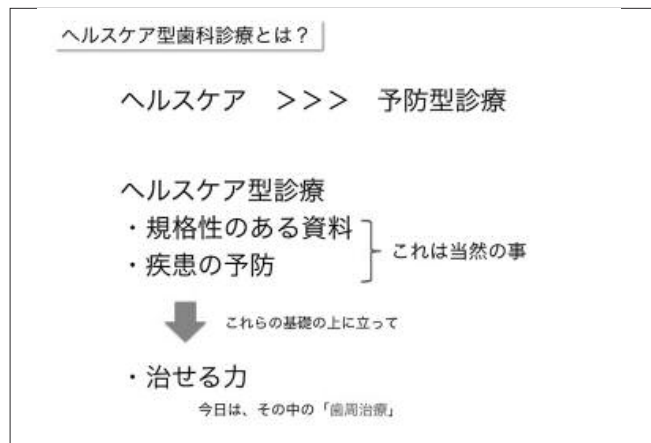 ヘルスケア型歯科診療とは？
ヘルスケア　＞＞＞　予防型診療
ヘルスケア型診療
・規格性のある資料
・疾患の予防
これは当然の事
これらの基礎の上に立って
・治せる力
今日は、その中の「歯周治療」